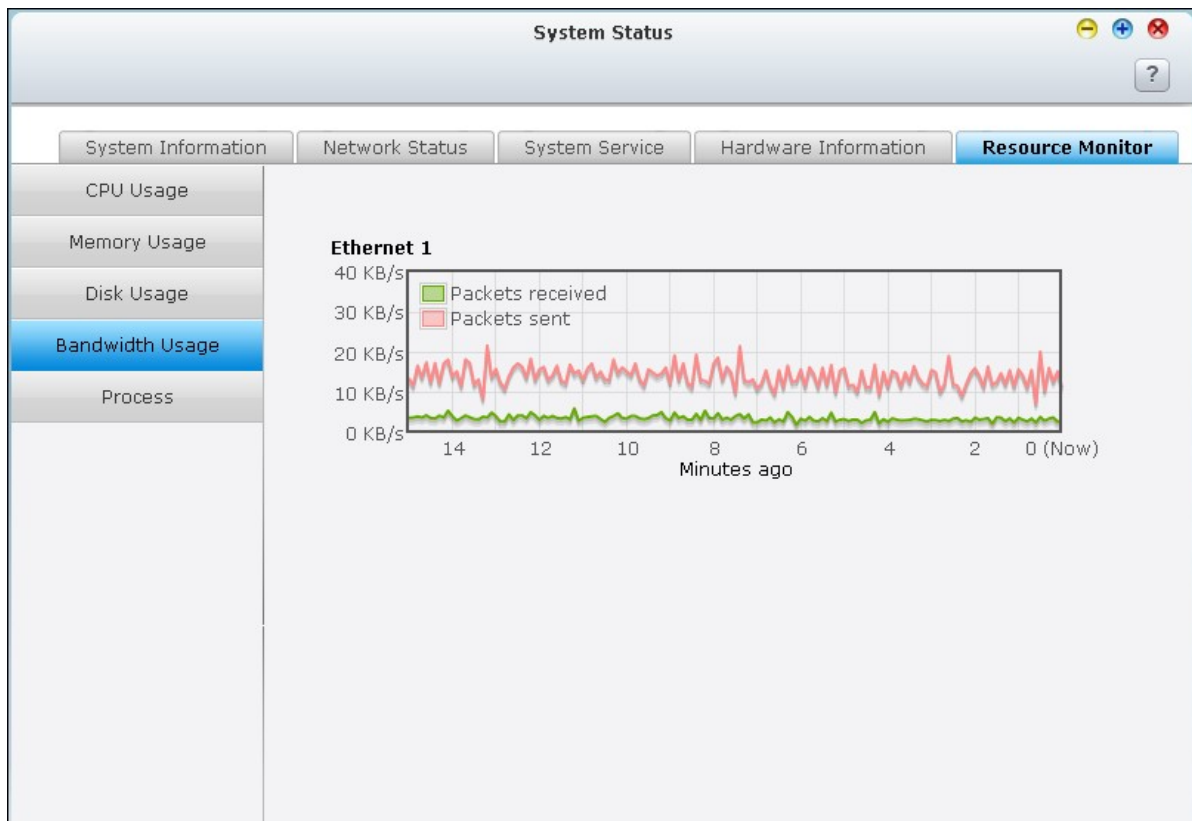 System Status
?
System Information
Network Status
System Service
Hardware Information
Resource Monitor
CPU Usage
Memory Usage
Disk Usage
Bandwidth Usage
Process
Ethernet 1
40 KB/s
30 KB/s
20 KB/s
10 KB/s
0 KB/s
Packets received
Packets sent
14 12 10 8 6 4 2 0 (Now)
Minutes ago